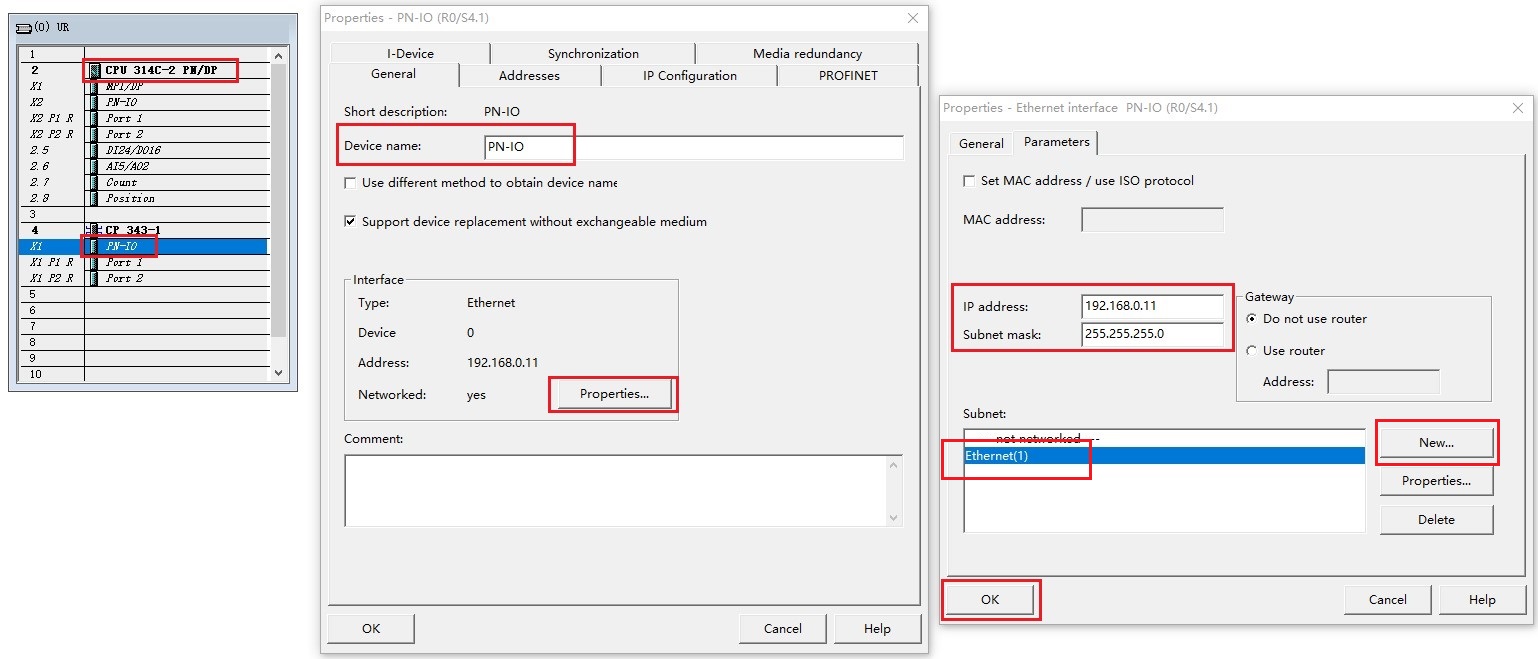 (0) UR
1
2 CPU 314C-2 PN/DP
X1 MPI/DP
X2 PN-IO
X2 P1 R Port 1
X2 P2 R Port 2
2.5 DI24/DO16
2.6 AI5/AO2
2.7 Count
2.8 Position
3
4 CP 343-1
X1 PN-IO
X1 P1 R Port 1
X1 P2 R Port 2
5
6
7
8
9
10
Properties - PN-IO (R0/S4.1)
I-Device Synchronization Media redundancy
General Addresses IP Configuration PROFINET
Short description: PN-IO
Device name: PN-IO
Use different method to obtain device name
Support device replacement without exchangeable medium
Interface
Type: Ethernet
Device 0
Address: 192.168.0.11
Networked: yes Properties...
Comment:
OK Cancel Help
Properties - Ethernet interface PN-IO (R0/S4.1)
General Parameters
Set MAC address / use ISO protocol
MAC address:
IP address: 192.168.0.11
Subnet mask: 255.255.255.0
Gateway
Do not use router
Use router
Address:
Subnet:
--- not networked ---
Ethernet(1)
New...
Properties...
Delete
OK Cancel Help